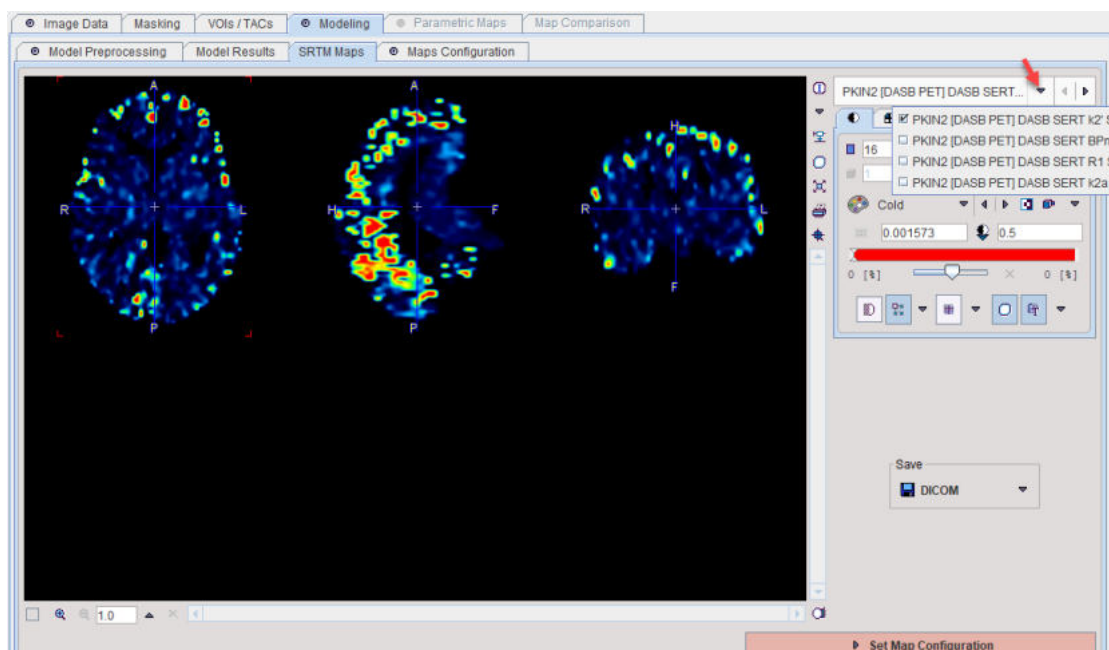 Image Data Masking VOIs / TACs Modeling Parametric Maps Map Comparison
Model Preprocessing Model Results SRTM Maps Maps Configuration
PKIN2 [DASB PET] DASB SERT...
PKIN2 [DASB PET] DASB SERT k2' S
PKIN2 [DASB PET] DASB SERT BPn
PKIN2 [DASB PET] DASB SERT R1 S
PKIN2 [DASB PET] DASB SERT k2a
16
1
Cold
0.001573 0.5
0 [%] 0 [%]
A A H
R L H F R L
P P F
Save
DICOM
1.0
Set Map Configuration